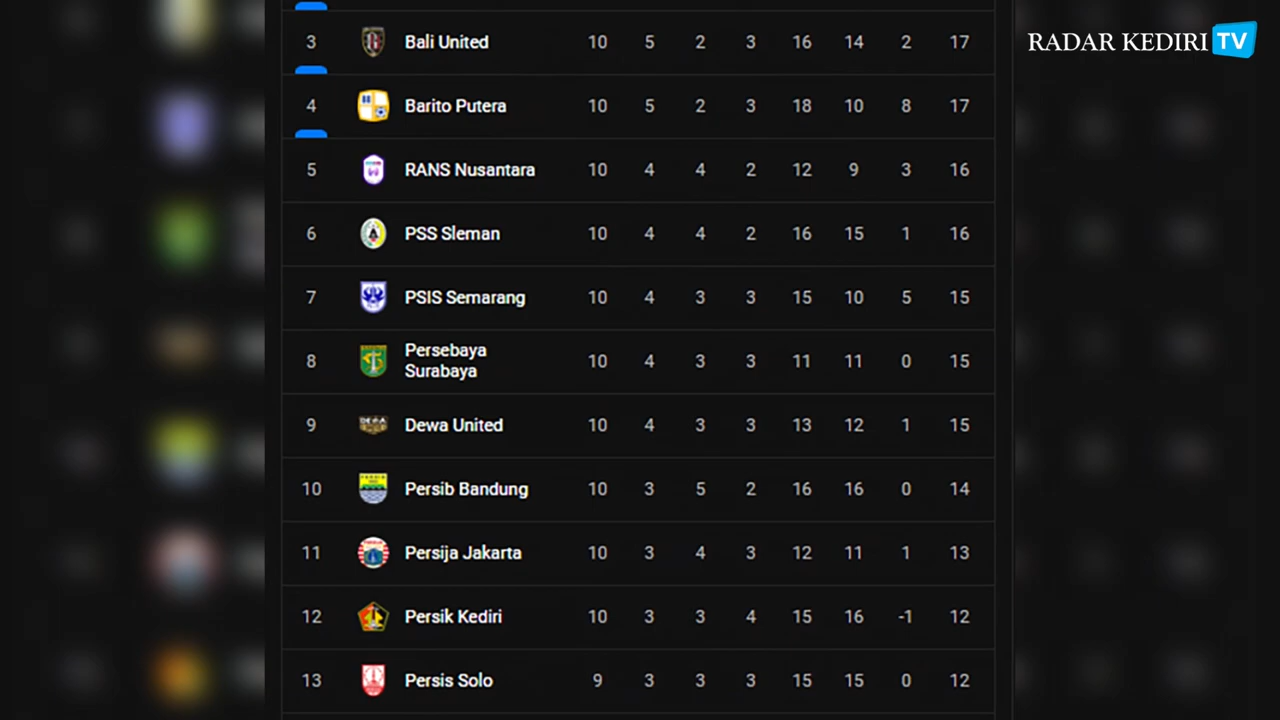 RADAR KEDIRI TV
3 Bali United 10 5 2 3 16 14 2 17
4 Barito Putera 10 5 2 3 18 10 8 17
5 RANS Nusantara 10 4 4 2 12 9 3 16
6 PSS Sleman 10 4 4 2 16 15 1 16
7 PSIS Semarang 10 4 3 3 15 10 5 15
8 Persebaya Surabaya 10 4 3 3 11 11 0 15
9 Dewa United 10 4 3 3 13 12 1 15
10 Persib Bandung 10 3 5 2 16 16 0 14
11 Persija Jakarta 10 3 4 3 12 11 1 13
12 Persik Kediri 10 3 3 4 15 16 -1 12
13 Persis Solo 9 3 3 3 15 15 0 12